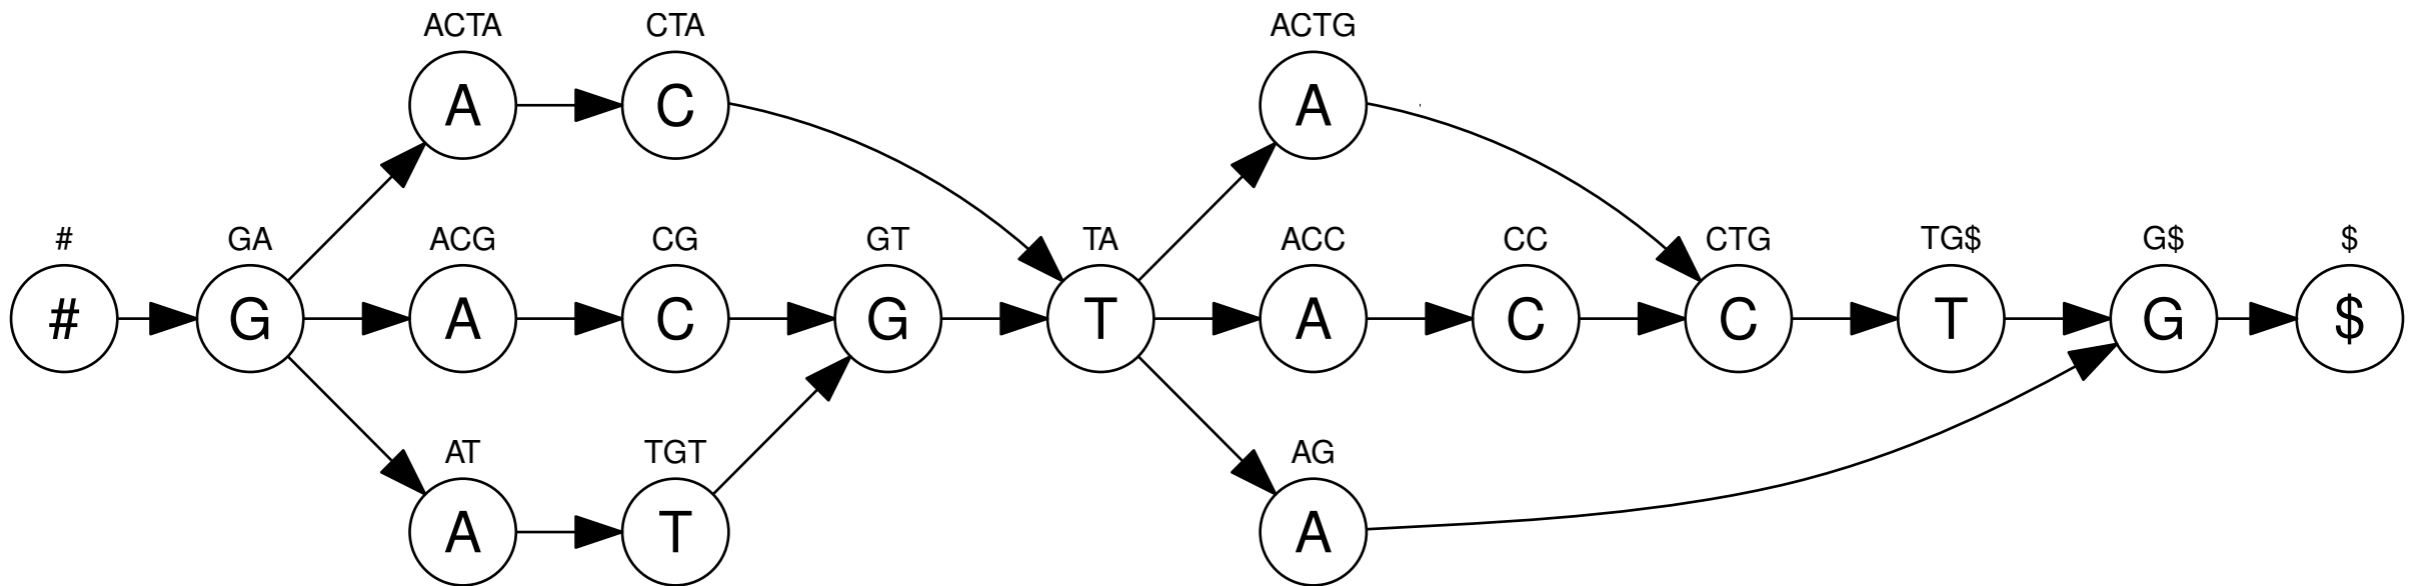 ACTA CTA ACTG
A C A
# GA ACG CG GT TA ACC CC CTG TG$ G$ $
# G A C G T A C C T G $
AT TGT AG
A T A